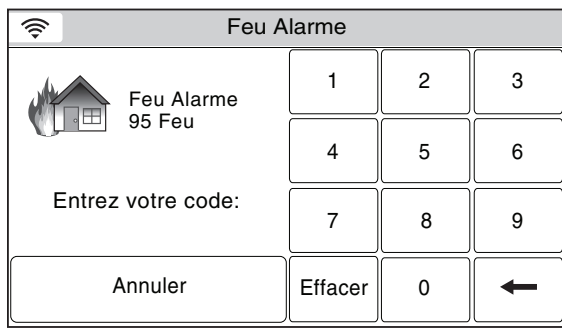 Feu Alarme
Feu Alarme
95 Feu
Entrez votre code:
1 2 3
4 5 6
7 8 9
Annuler Effacer 0